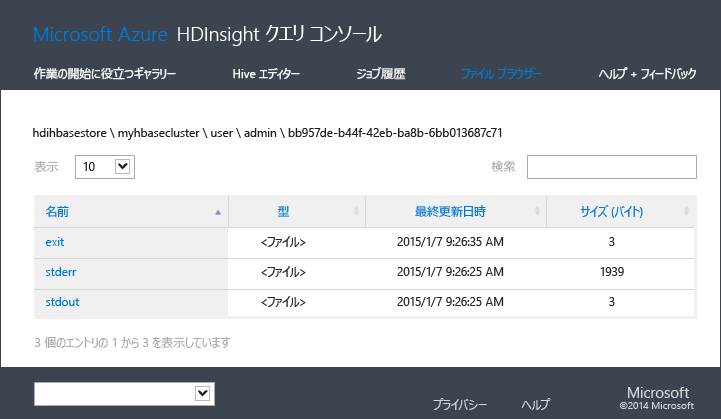 Microsoft Azure HDInsight クエリ コンソール
作業の開始に役立つギャラリー Hive エディター ジョブ履歴 ファイル ブラウザー ヘルプ + フィードバック
hdihbasestore \ myhbasecluster \ user \ admin \ bb957de-b44f-42eb-ba8b-6bb013687c71
表示 10 検索
名前 型 最終更新日時 サイズ (バイト)
exit <ファイル> 2015/1/7 9:26:35 AM 3
stderr <ファイル> 2015/1/7 9:26:25 AM 1939
stdout <ファイル> 2015/1/7 9:26:25 AM 3
3 個のエントリの 1 から 3 を表示しています
プライバシー ヘルプ Microsoft
©2014 Microsoft